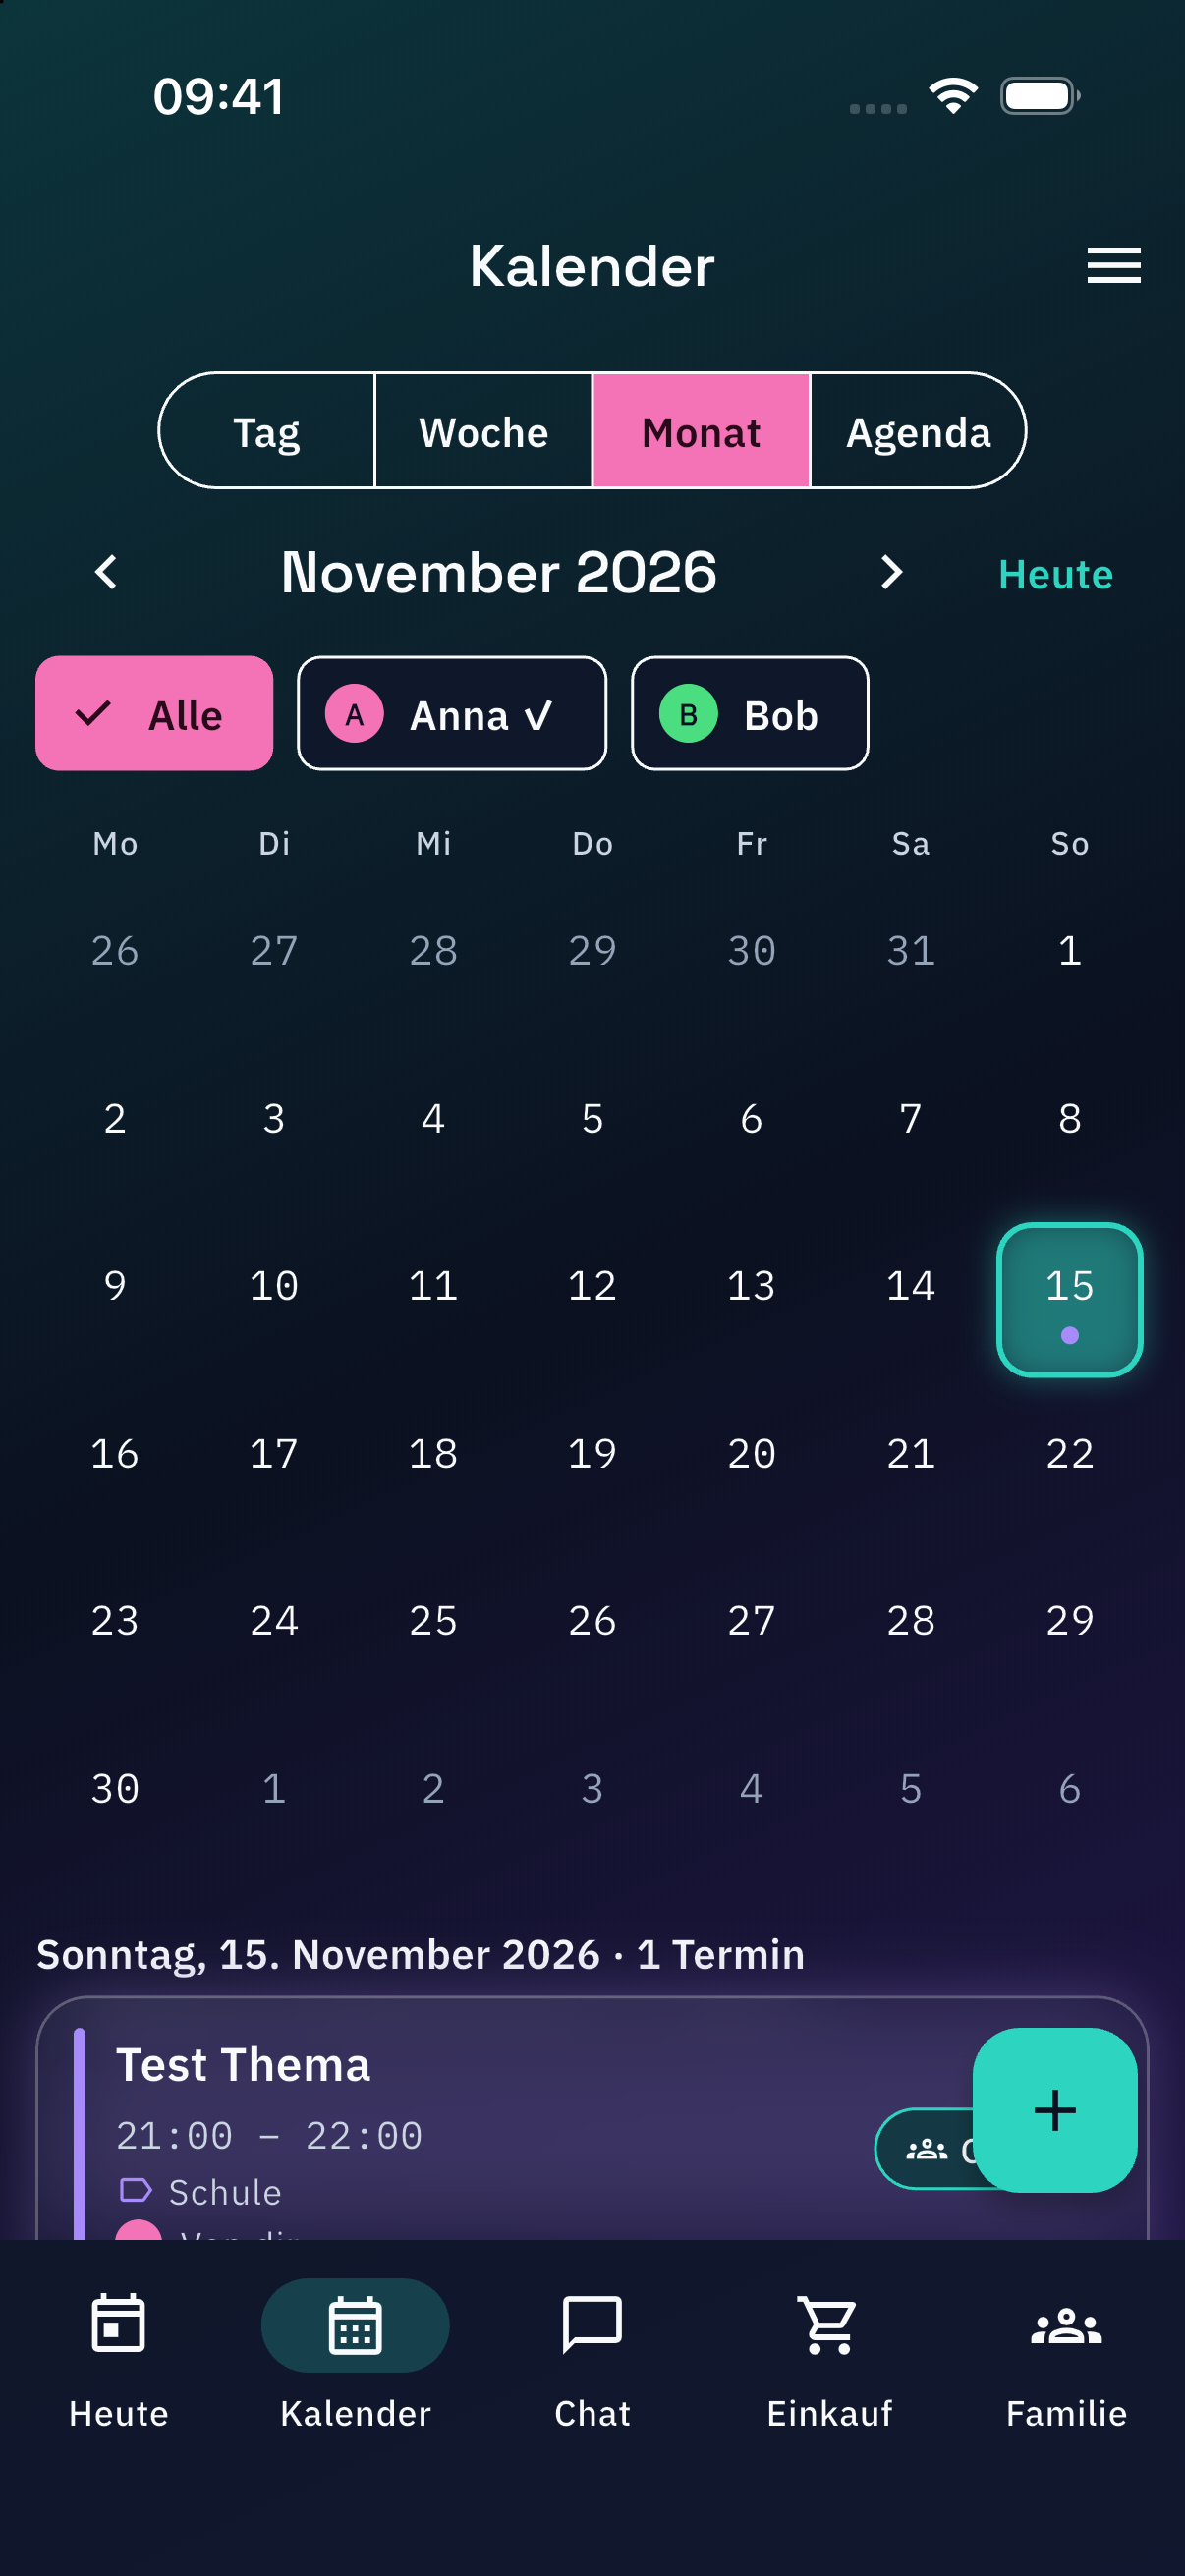 09:41
Kalender
Tag Woche Monat Agenda
November 2026 Heute
Alle A Anna ✓ B Bob
Mo Di Mi Do Fr Sa So
26 27 28 29 30 31 1
2 3 4 5 6 7 8
9 10 11 12 13 14 15
16 17 18 19 20 21 22
23 24 25 26 27 28 29
30 1 2 3 4 5 6
Sonntag, 15. November 2026 · 1 Termin
Test Thema
21:00 – 22:00
Schule
Von dir
Heute Kalender Chat Einkauf Familie